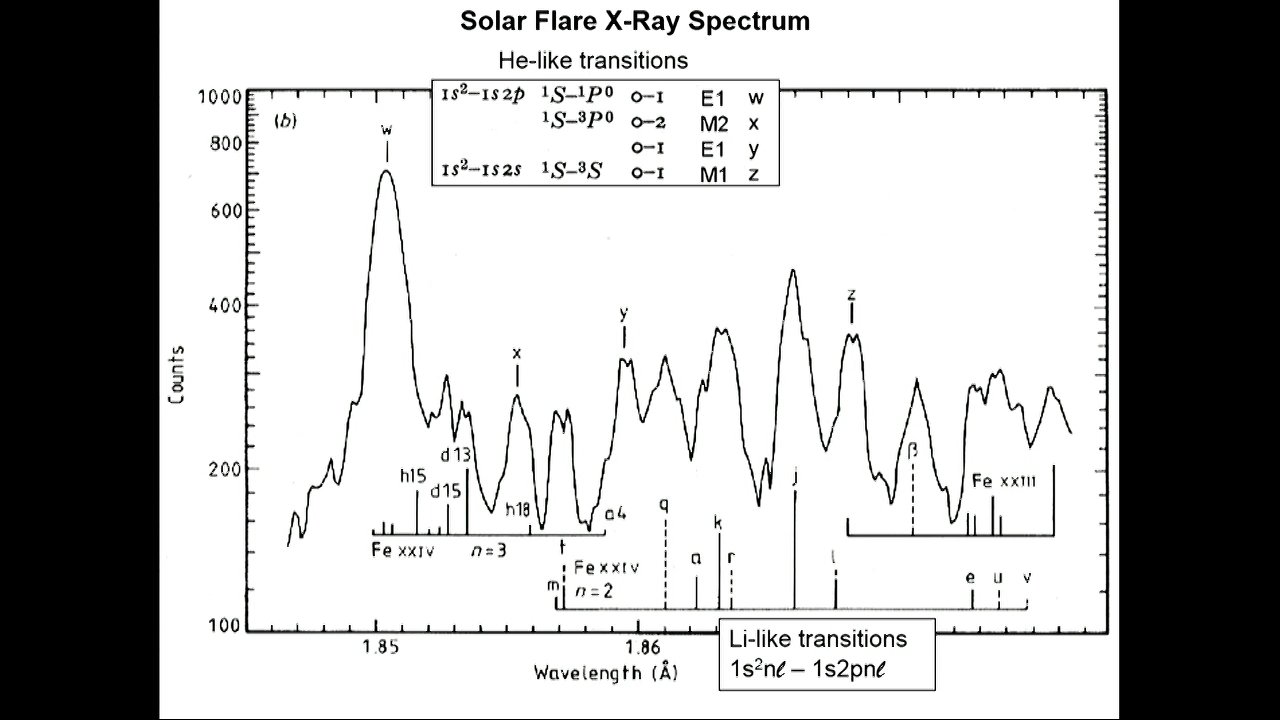 Solar Flare X-Ray Spectrum
He-like transitions
1s²–1s2p ¹S–¹P⁰ 0–1 E1 w
¹S–³P⁰ 0–2 M2 x
0–1 E1 y
1s²–1s2s ¹S–³S 0–1 M1 z
1000
(b)
w
800
600
400
z
y
x
Counts
200
d13
h15
d15
β
Fe XXIII
j
h18
a4
q
k
Fe XXIV n=3
t
a
r
l
Fe XXIV
m
n=2
e
u
v
100
1.85
1.86
Wavelength (Å)
Li-like transitions
1s²nℓ – 1s2pnℓ